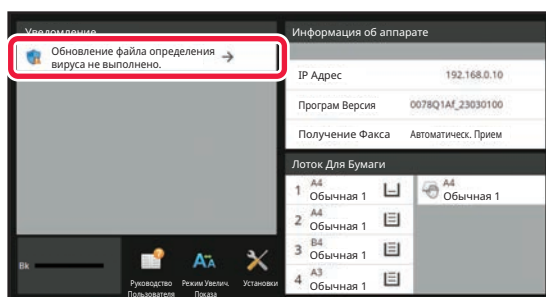 Уведомление
Обновление файла определения
вируса не выполнено.
Информация об аппарате
IP Адрес 192.168.0.10
Програм Версия 0078Q1Af_23030100
Получение Факса Автоматическ. Прием
Лоток Для Бумаги
1 A4
Обычная 1
A4
Обычная 1
2 A4
Обычная 1
3 B4
Обычная 1
4 A3
Обычная 1
Bk
Руководство
Пользователя
Режим Увелич.
Показа
Установки